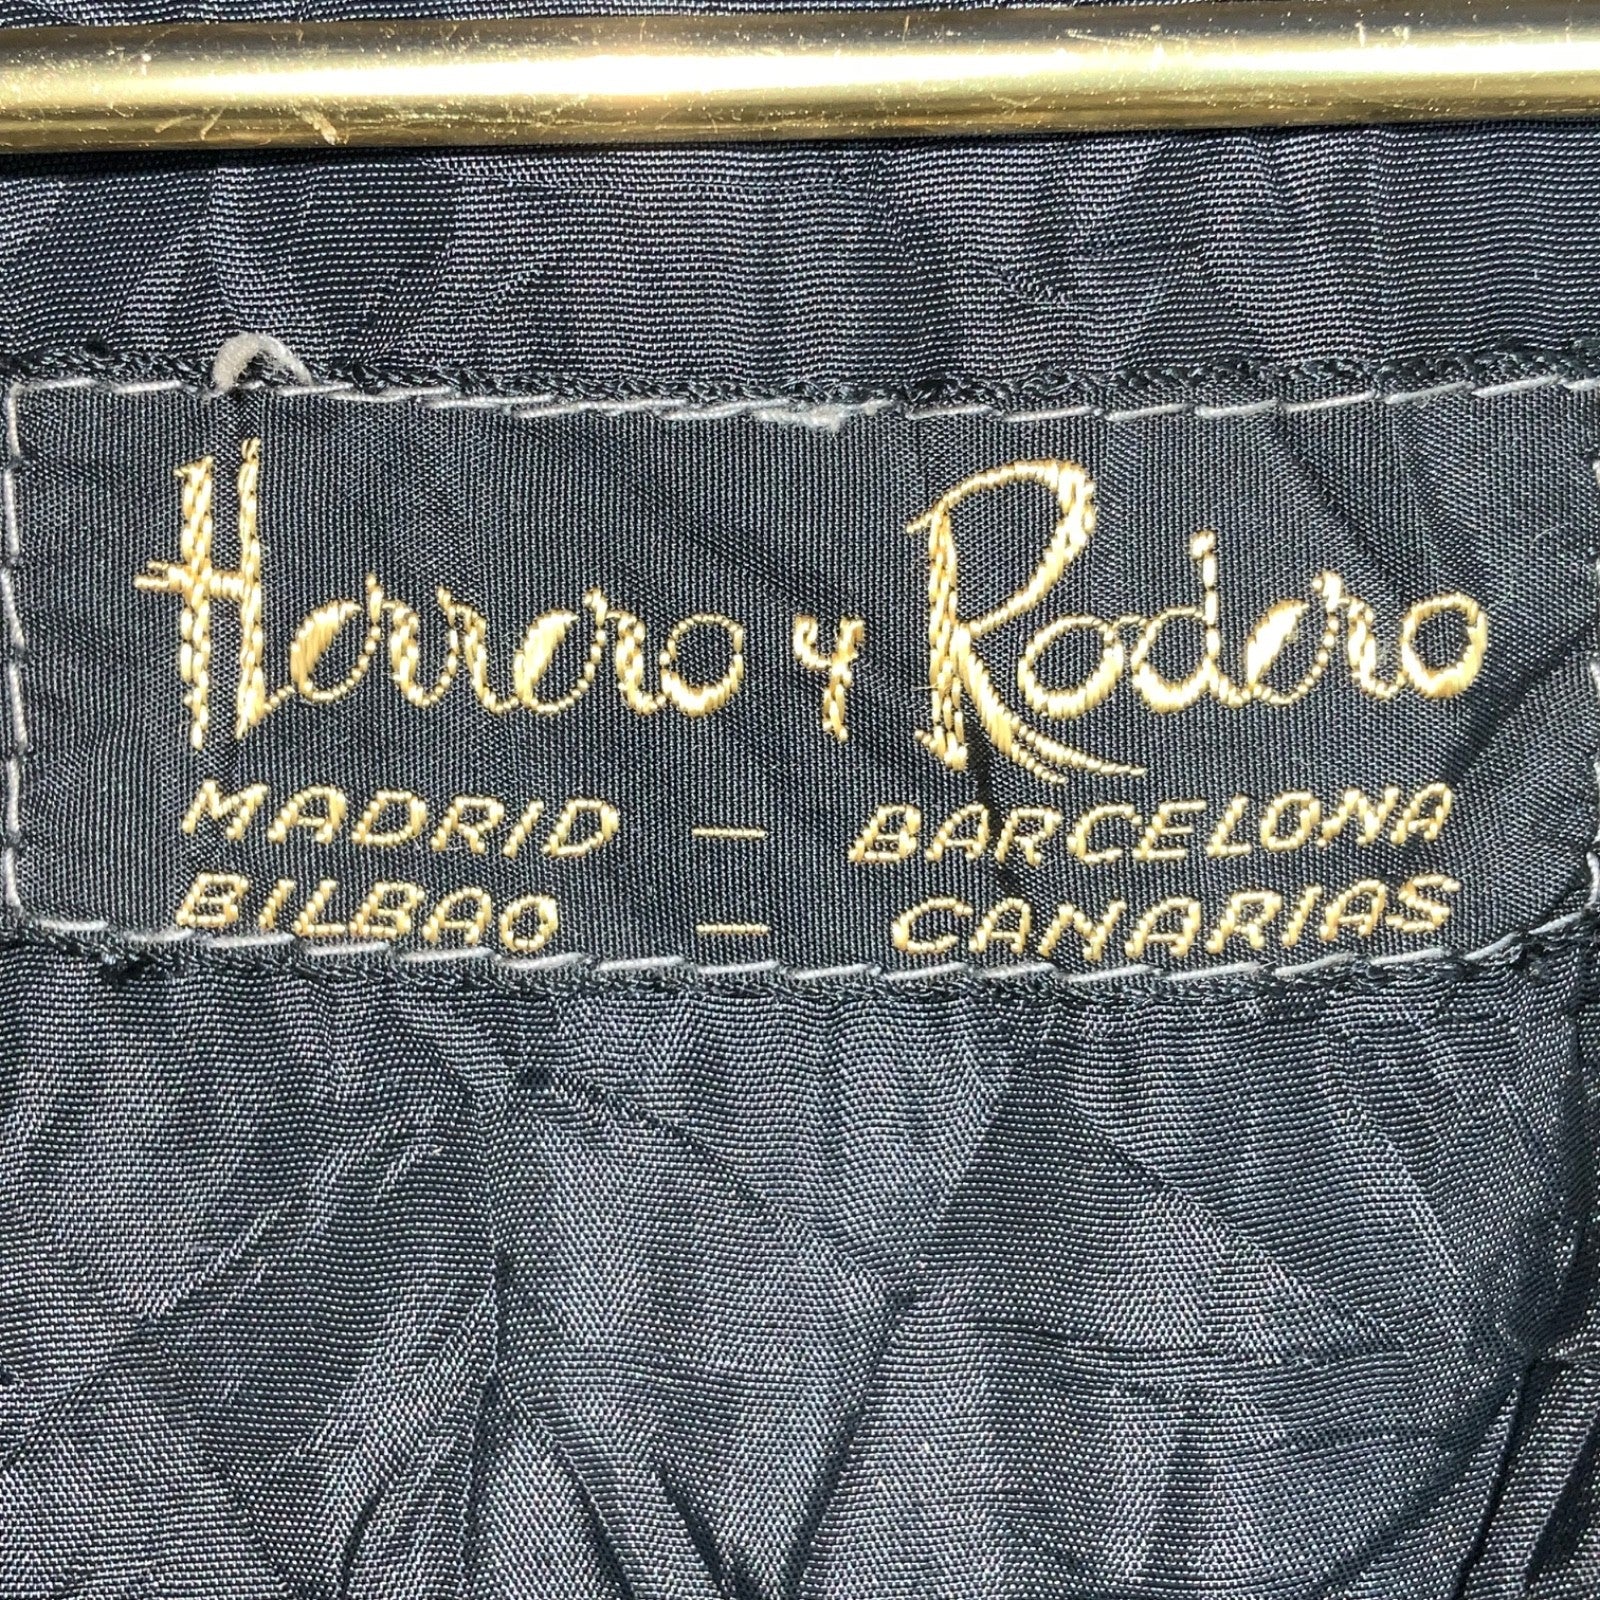 Herrero y Rodero
MADRID – BARCELONA
BILBAO – CANARIAS